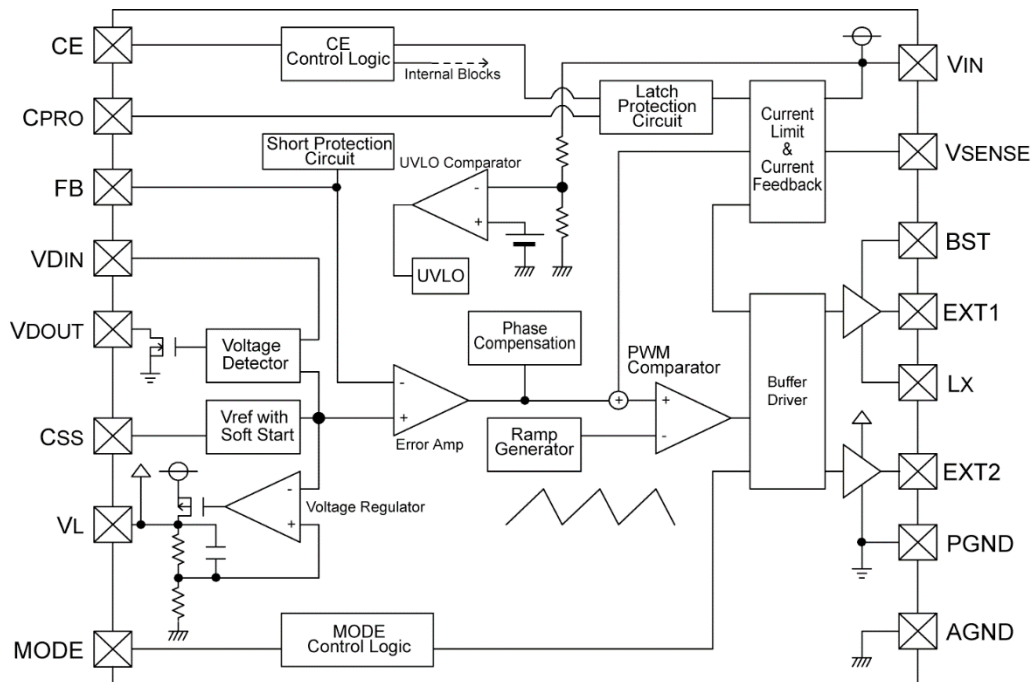 CE
CPRO
FB
VDIN
VDOUT
CSS
VL
MODE
CE
Control Logic
Internal Blocks
Short Protection
Circuit
UVLO Comparator
-
+
UVLO
Latch
Protection
Circuit
Current
Limit
&
Current
Feedback
Voltage
Detector
Vref with
Soft Start
-
+
Error Amp
Phase
Compensation
+
PWM
Comparator
+
-
Ramp
Generator
Buffer
Driver
-
+
Voltage Regulator
MODE
Control Logic
VIN
VSENSE
BST
EXT1
LX
EXT2
PGND
AGND